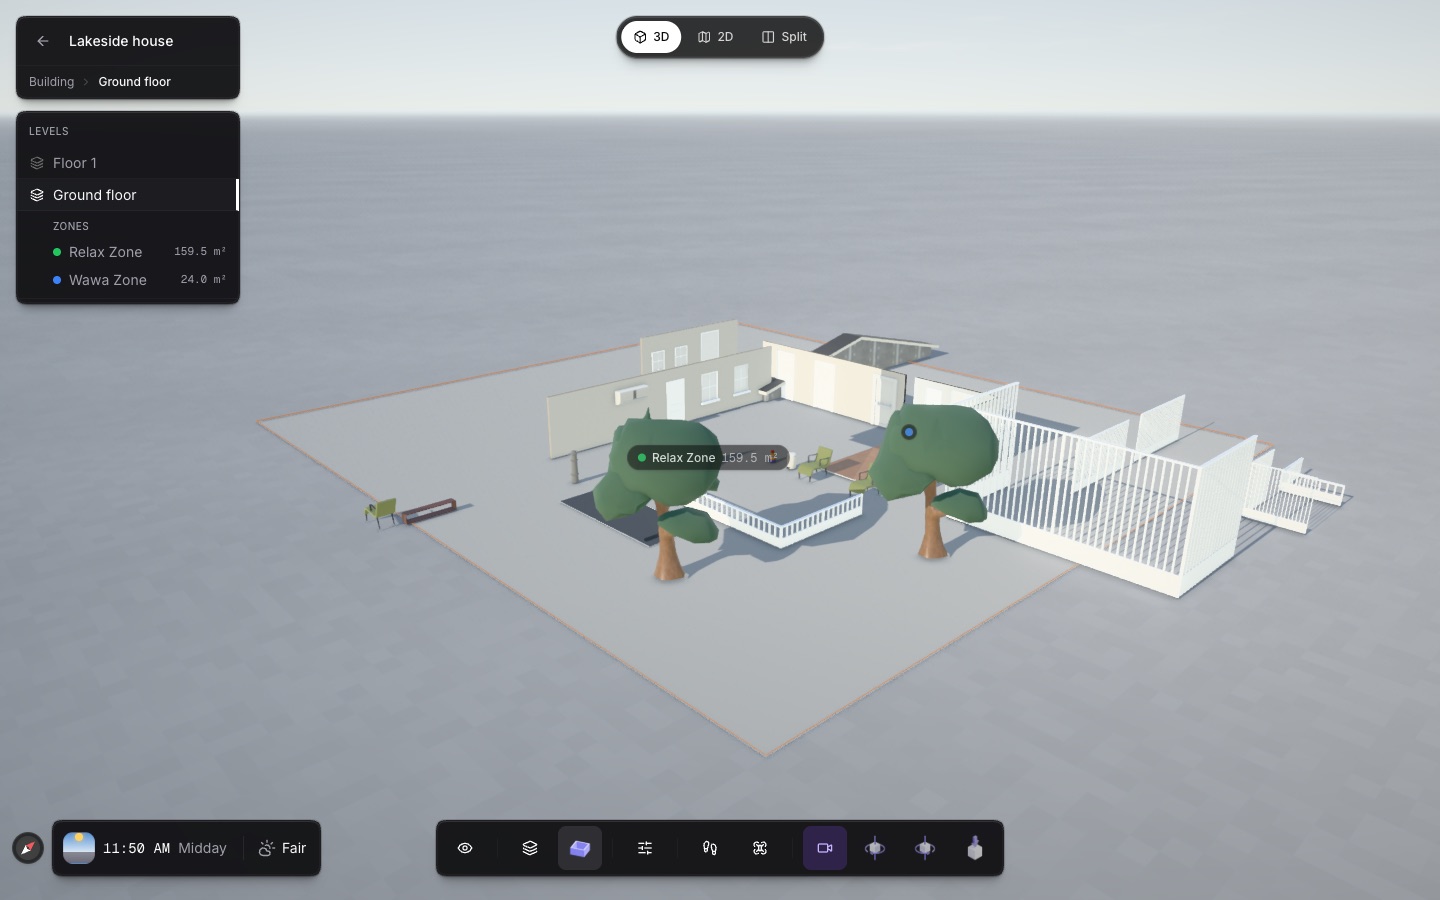 Lakeside house
Building > Ground floor
3D 2D Split
LEVELS
Floor 1
Ground floor
ZONES
Relax Zone 159.5 m²
Wawa Zone 24.0 m²
Relax Zone 159.5 m²
11:50 AM Midday Fair